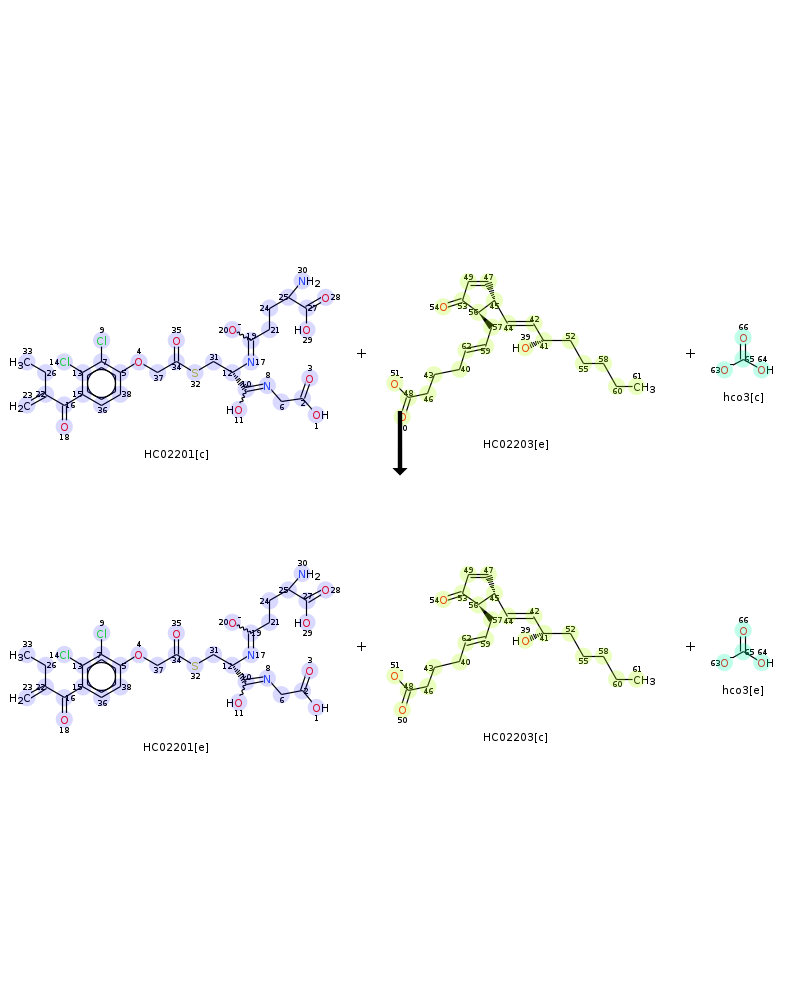 30
NH₂
25
O 28
24
27
HO
29
20 O⁻
19
21
9
Cl
35
O
31
17
N
3
O
33
H₃C
14 Cl
7
4
O
8
N
26
13
5
34
S
32
12
10
2
23
H₂C
22
15
38
37
HO
11
6
OH
1
16
36
O
18
HC02201[c]
+
49
47
54 O
53
45
56
57
44
42
39
HO
41
52
62
59
55
58
51
O⁻
43
40
60
61
CH₃
48
46
O
HC02203[e]
+
66
O
63 O⁻
65
64
OH
hco3[c]
30
NH₂
25
O 28
24
27
HO
29
20 O⁻
19
21
9
Cl
35
O
31
17
N
3
O
33
H₃C
14 Cl
7
4
O
8
N
26
13
5
34
S
32
12
10
2
23
H₂C
22
15
38
37
HO
11
6
OH
1
16
36
O
18
HC02201[e]
+
49
47
54 O
53
45
56
57
44
42
39
HO
41
52
62
59
55
58
51
O⁻
43
40
60
61
CH₃
48
46
O
50
HC02203[c]
+
66
O
63 O⁻
65
64
OH
hco3[e]